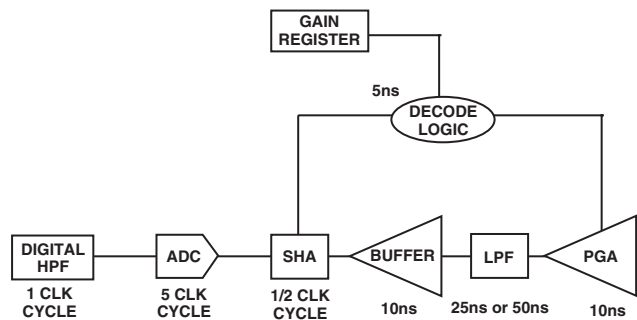 GAIN
REGISTER
5ns
DECODE
LOGIC
DIGITAL
HPF
ADC
SHA
BUFFER
LPF
PGA
1 CLK
CYCLE
5 CLK
CYCLE
1/2 CLK
CYCLE
10ns
25ns or 50ns
10ns